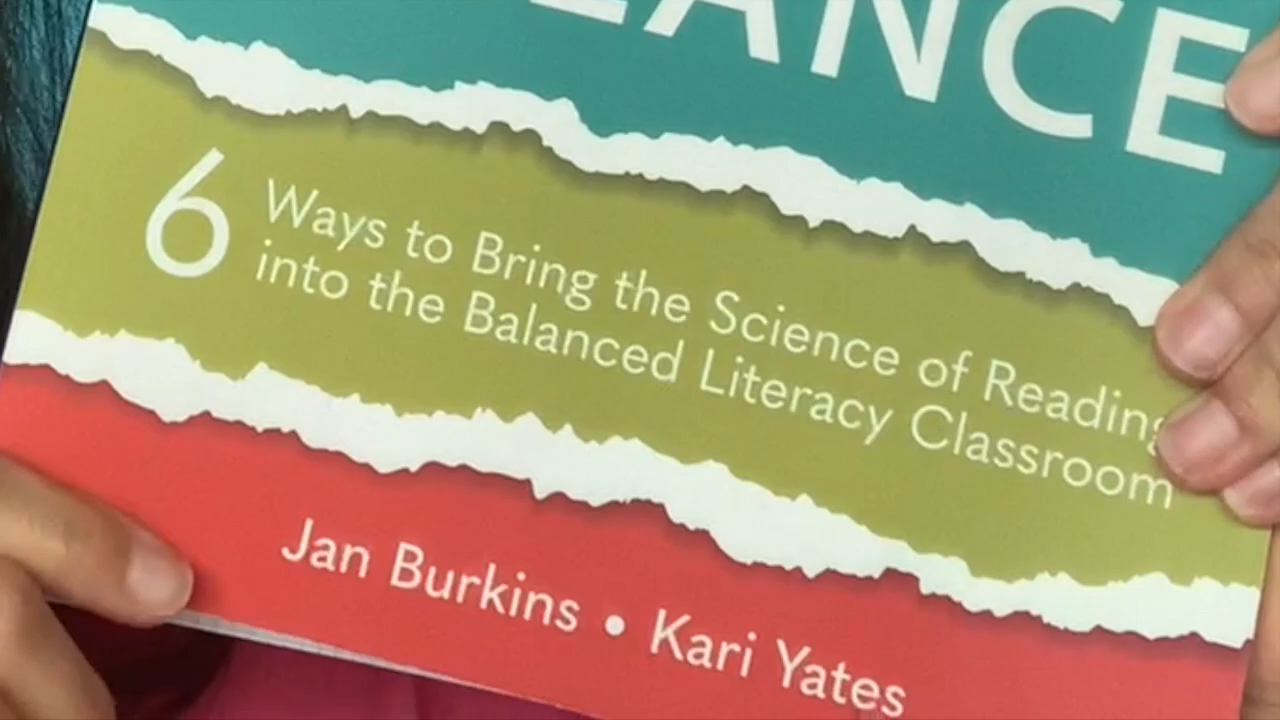 LANCE
6 Ways to Bring the Science of Reading
into the Balanced Literacy Classroom
Jan Burkins • Kari Yates